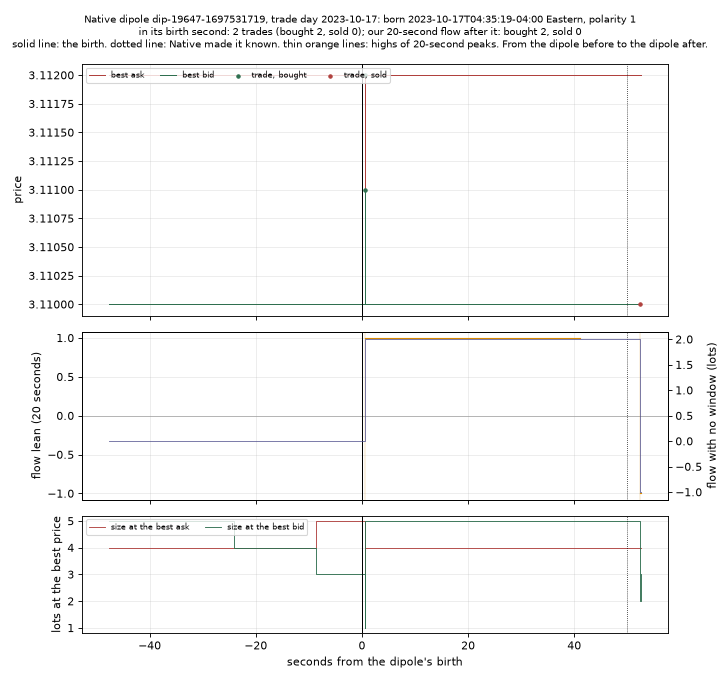 Native dipole dip-19647-1697531719, trade day 2023-10-17: born 2023-10-17T04:35:19-04:00 Eastern, polarity 1
in its birth second: 2 trades (bought 2, sold 0); our 20-second flow after it: bought 2, sold 0
solid line: the birth. dotted line: Native made it known. thin orange lines: highs of 20-second peaks. From the dipole before to the dipole after.
best ask best bid trade, bought trade, sold
3.11200
3.11175
3.11150
3.11125
3.11100
3.11075
3.11050
3.11025
3.11000
price
1.0
0.5
0.0
−0.5
−1.0
flow lean (20 seconds)
2.0
1.5
1.0
0.5
0.0
−0.5
−1.0
flow with no window (lots)
size at the best ask size at the best bid
5
4
3
2
1
lots at the best price
−40 −20 0 20 40
seconds from the dipole's birth